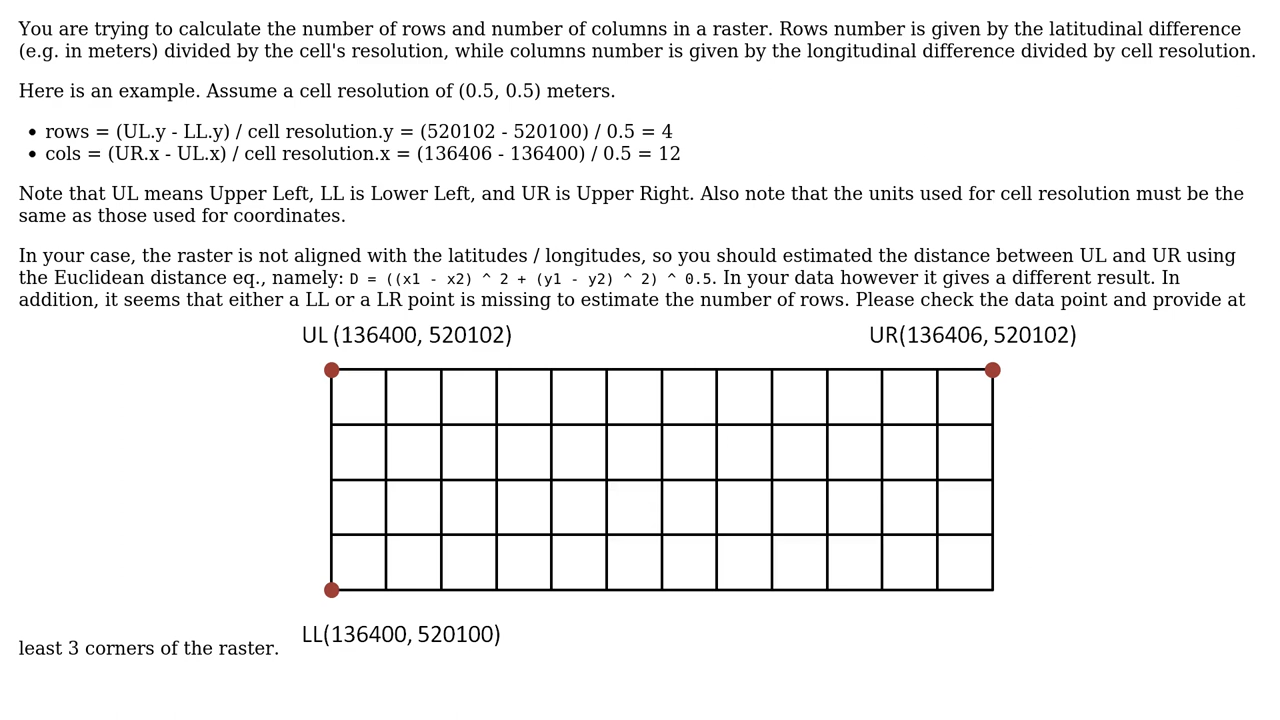 You are trying to calculate the number of rows and number of columns in a raster. Rows number is given by the latitudinal difference
(e.g. in meters) divided by the cell's resolution, while columns number is given by the longitudinal difference divided by cell resolution.
Here is an example. Assume a cell resolution of (0.5, 0.5) meters.
• rows = (UL.y - LL.y) / cell resolution.y = (520102 - 520100) / 0.5 = 4
• cols = (UR.x - UL.x) / cell resolution.x = (136406 - 136400) / 0.5 = 12
Note that UL means Upper Left, LL is Lower Left, and UR is Upper Right. Also note that the units used for cell resolution must be the
same as those used for coordinates.
In your case, the raster is not aligned with the latitudes / longitudes, so you should estimated the distance between UL and UR using
the Euclidean distance eq., namely: D = ((x1 - x2) ^ 2 + (y1 - y2) ^ 2) ^ 0.5. In your data however it gives a different result. In
addition, it seems that either a LL or a LR point is missing to estimate the number of rows. Please check the data point and provide at
UL (136400, 520102)
UR(136406, 520102)
LL(136400, 520100)
least 3 corners of the raster.